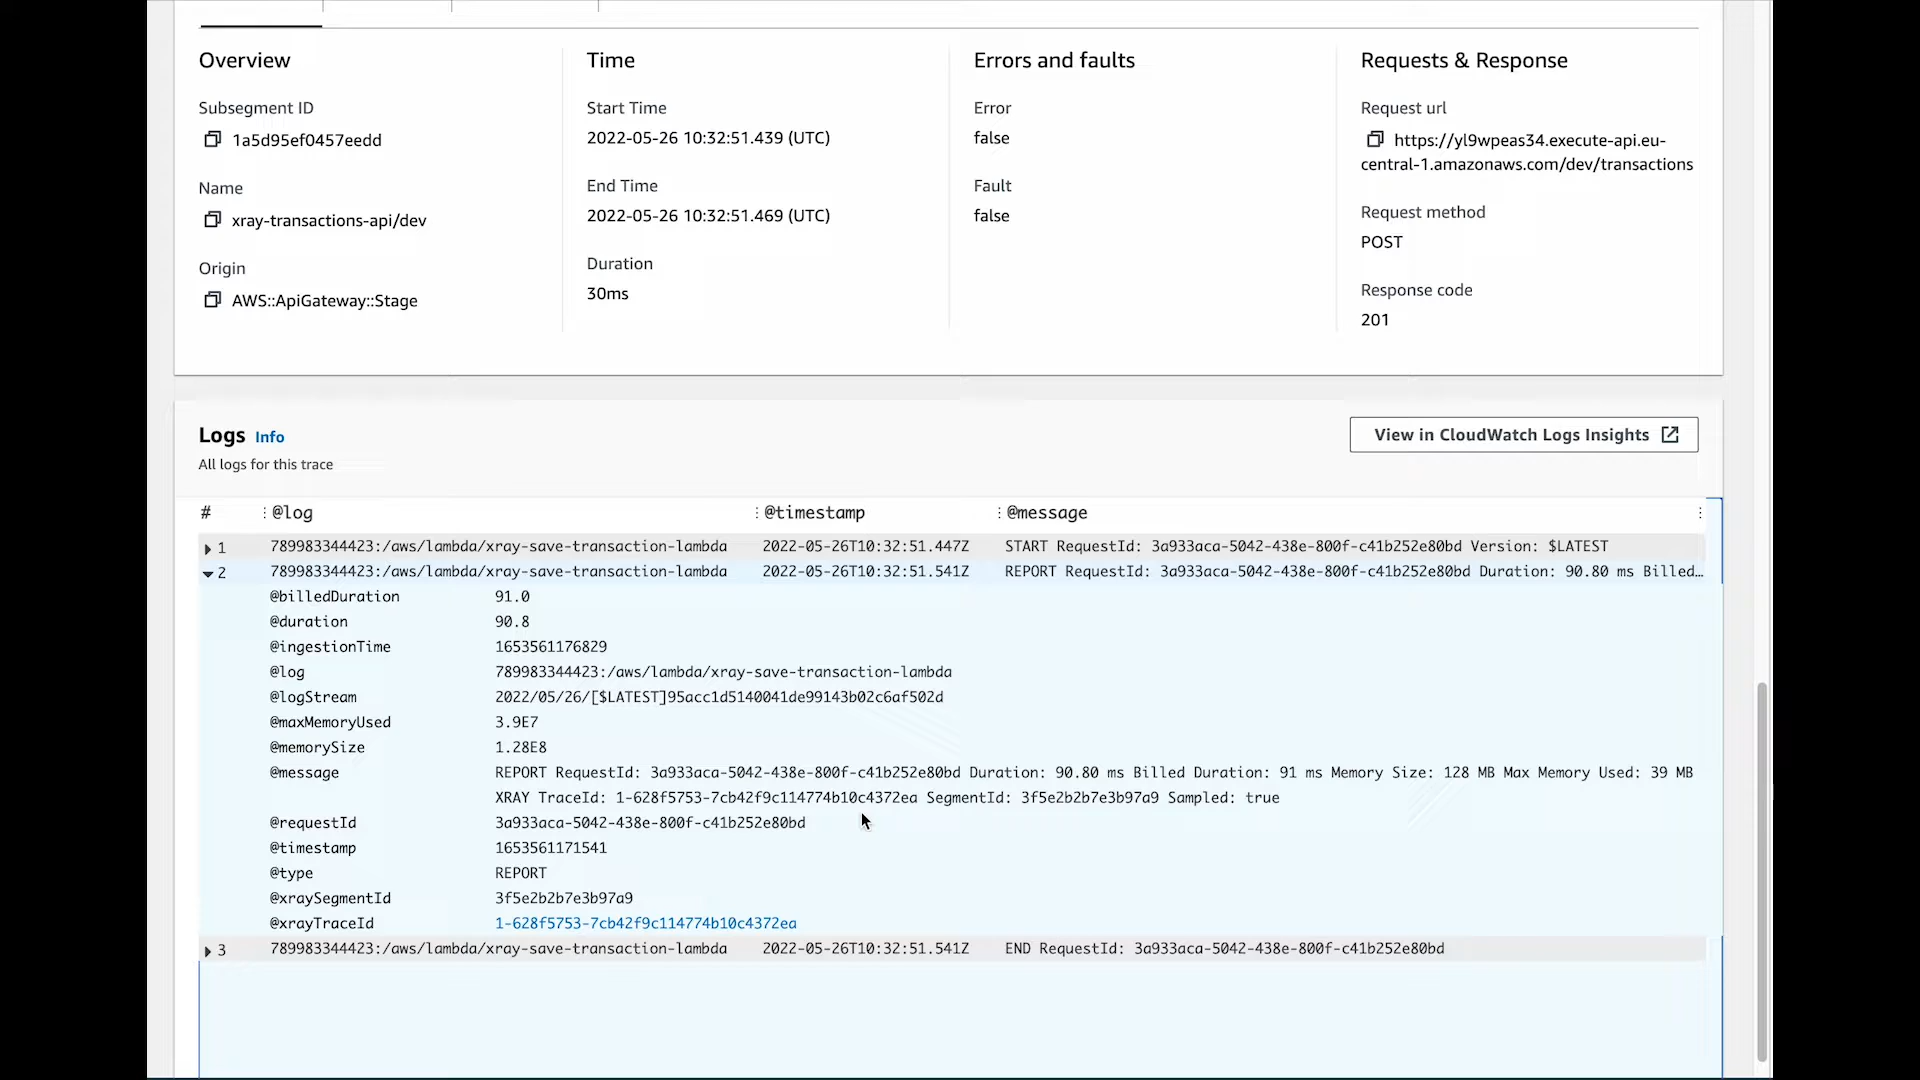 Overview
Subsegment ID
1a5d95ef0457eedd
Name
xray-transactions-api/dev
Origin
AWS::ApiGateway::Stage
Time
Start Time
2022-05-26 10:32:51.439 (UTC)
End Time
2022-05-26 10:32:51.469 (UTC)
Duration
30ms
Errors and faults
Error
false
Fault
false
Requests & Response
Request url
https://yl9wpeas34.execute-api.eu-
central-1.amazonaws.com/dev/transactions
Request method
POST
Response code
201
Logs Info
All logs for this trace
View in CloudWatch Logs Insights
# @log @timestamp @message
1 789983344423:/aws/lambda/xray-save-transaction-lambda 2022-05-26T10:32:51.447Z START RequestId: 3a933aca-5042-438e-800f-c41b252e80bd Version: $LATEST
2 789983344423:/aws/lambda/xray-save-transaction-lambda 2022-05-26T10:32:51.541Z REPORT RequestId: 3a933aca-5042-438e-800f-c41b252e80bd Duration: 90.80 ms Billed…
@billedDuration 91.0
@duration 90.8
@ingestionTime 1653561176829
@log 789983344423:/aws/lambda/xray-save-transaction-lambda
@logStream 2022/05/26/[$LATEST]95acc1d5140041de99143b02c6af502d
@maxMemoryUsed 3.9E7
@memorySize 1.28E8
@message REPORT RequestId: 3a933aca-5042-438e-800f-c41b252e80bd Duration: 90.80 ms Billed Duration: 91 ms Memory Size: 128 MB Max Memory Used: 39 MB
XRAY TraceId: 1-628f5753-7cb42f9c114774b10c4372ea SegmentId: 3f5e2b2b7e3b97a9 Sampled: true
@requestId 3a933aca-5042-438e-800f-c41b252e80bd
@timestamp 1653561171541
@type REPORT
@xraySegmentId 3f5e2b2b7e3b97a9
@xrayTraceId 1-628f5753-7cb42f9c114774b10c4372ea
3 789983344423:/aws/lambda/xray-save-transaction-lambda 2022-05-26T10:32:51.541Z END RequestId: 3a933aca-5042-438e-800f-c41b252e80bd